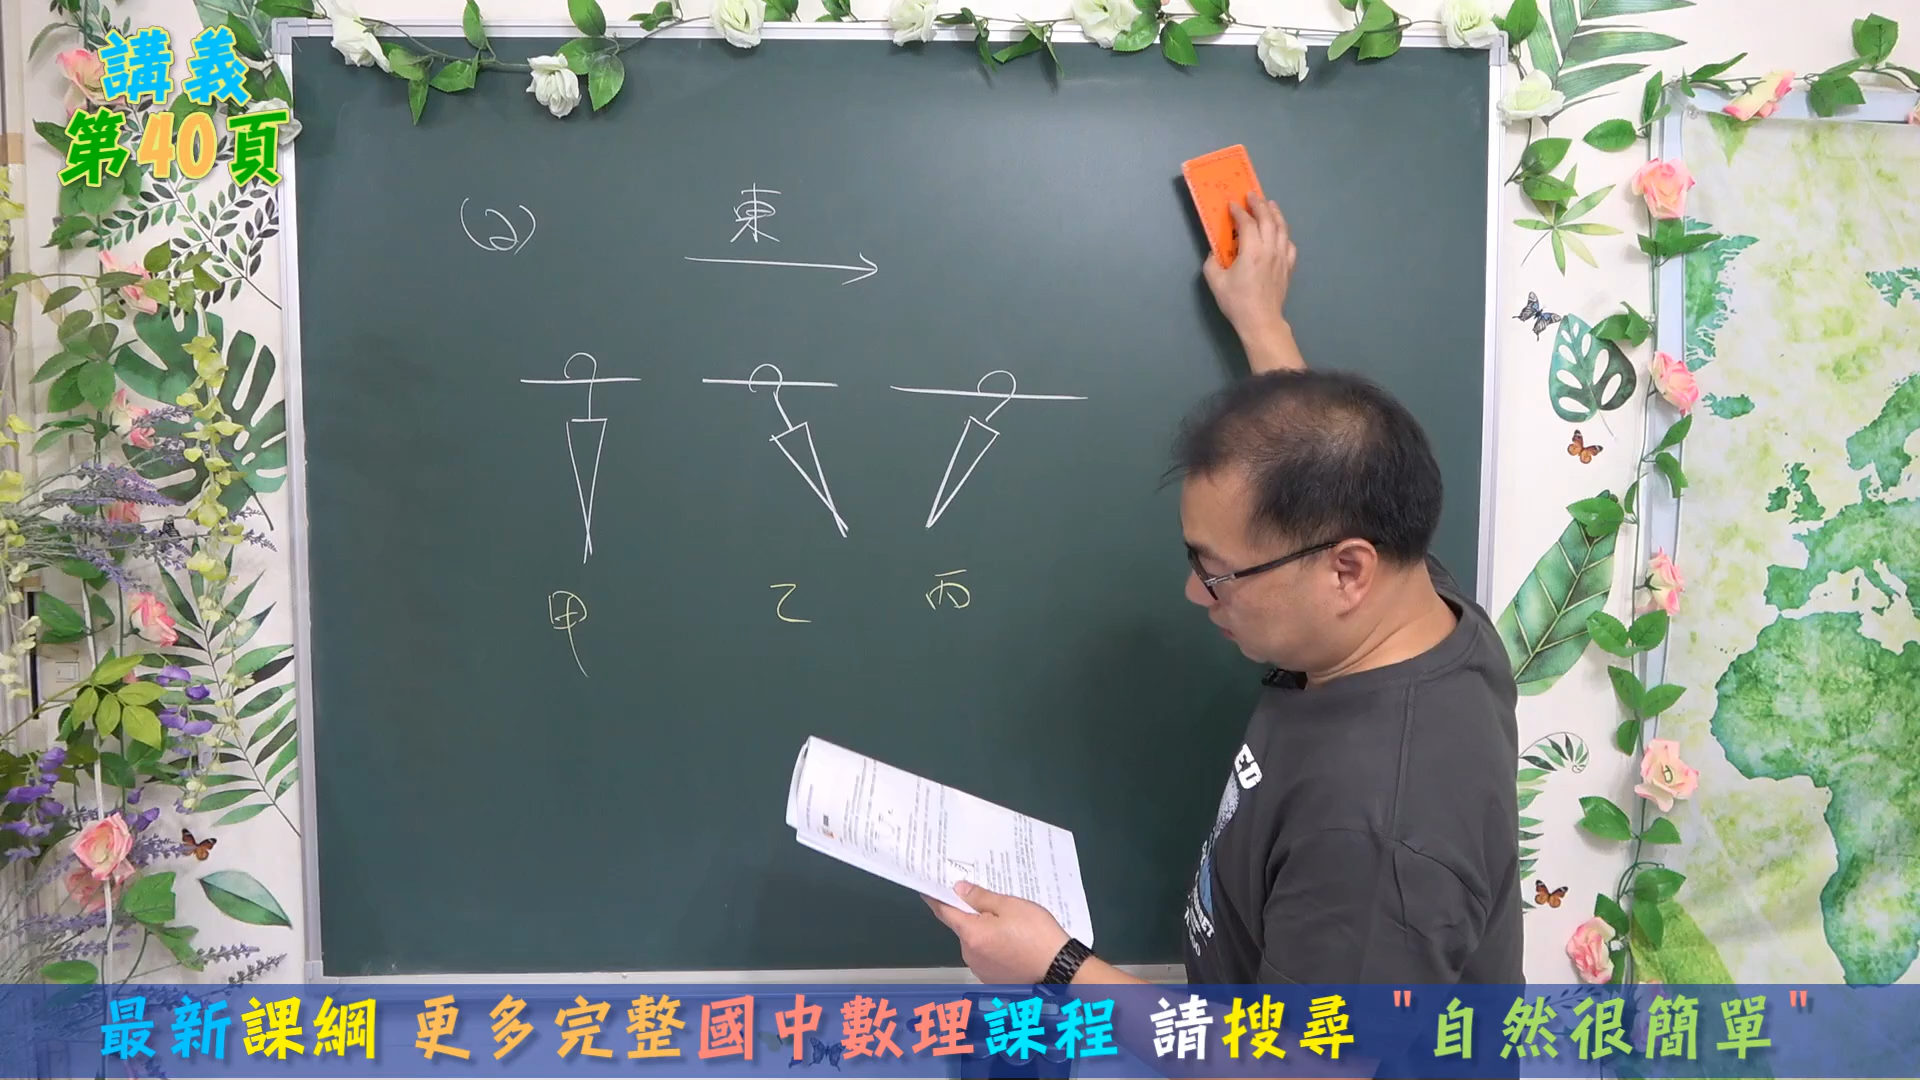 講義
第40頁
(2)
東
甲 乙 丙
ED
最新課綱 更多完整國中數理課程 請搜尋 "自然很簡單"